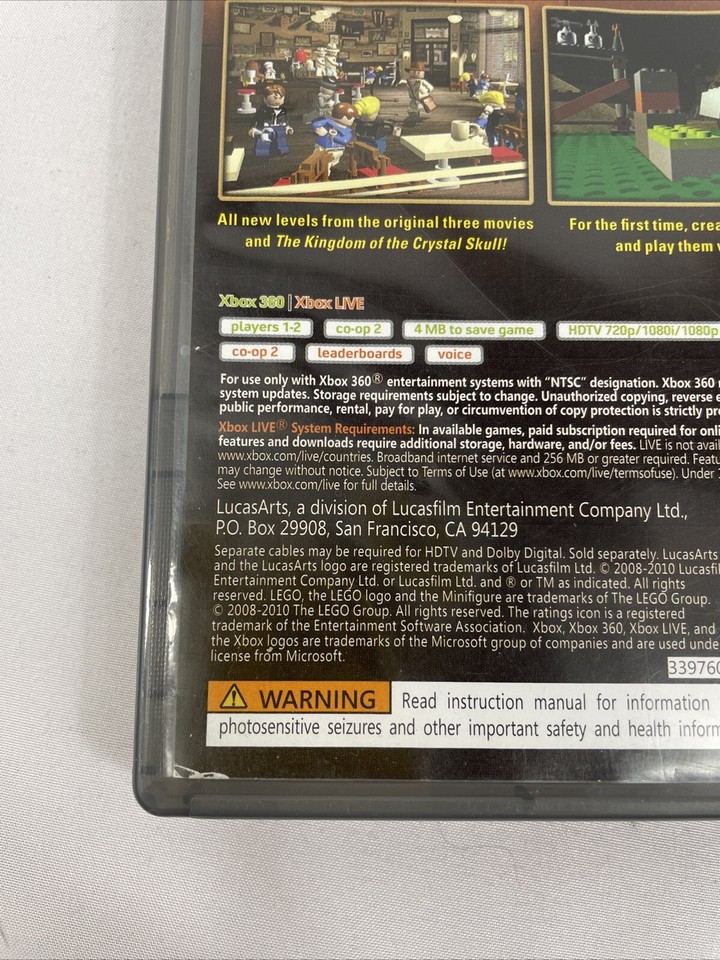 All new levels from the original three movies
and The Kingdom of the Crystal Skull!
For the first time, crea
and play them
Xbox 360 | Xbox LIVE
players 1-2 co-op 2 4 MB to save game HDTV 720p/1080i/1080p
co-op 2 leaderboards voice
For use only with Xbox 360® entertainment systems with "NTSC" designation. Xbox 360
system updates. Storage requirements subject to change. Unauthorized copying, reverse e
public performance, rental, pay for play, or circumvention of copy protection is strictly pr
Xbox LIVE® System Requirements: In available games, paid subscription required for onli
features and downloads require additional storage, hardware, and/or fees. LIVE is not avai
www.xbox.com/live/countries. Broadband internet service and 256 MB or greater required. Featu
may change without notice. Subject to Terms of Use (at www.xbox.com/live/termsofuse). Under 1
See www.xbox.com/live for full details.
LucasArts, a division of Lucasfilm Entertainment Company Ltd.,
P.O. Box 29908, San Francisco, CA 94129
Separate cables may be required for HDTV and Dolby Digital. Sold separately. LucasArts
and the LucasArts logo are registered trademarks of Lucasfilm Ltd. © 2008-2010 Lucasfil
Entertainment Company Ltd. or Lucasfilm Ltd. and ® or TM as indicated. All rights
reserved. LEGO, the LEGO logo and the Minifigure are trademarks of The LEGO Group.
© 2008-2010 The LEGO Group. All rights reserved. The ratings icon is a registered
trademark of the Entertainment Software Association. Xbox, Xbox 360, Xbox LIVE, and
the Xbox logos are trademarks of the Microsoft group of companies and are used unde
license from Microsoft.
339760
WARNING Read instruction manual for information
photosensitive seizures and other important safety and health inform